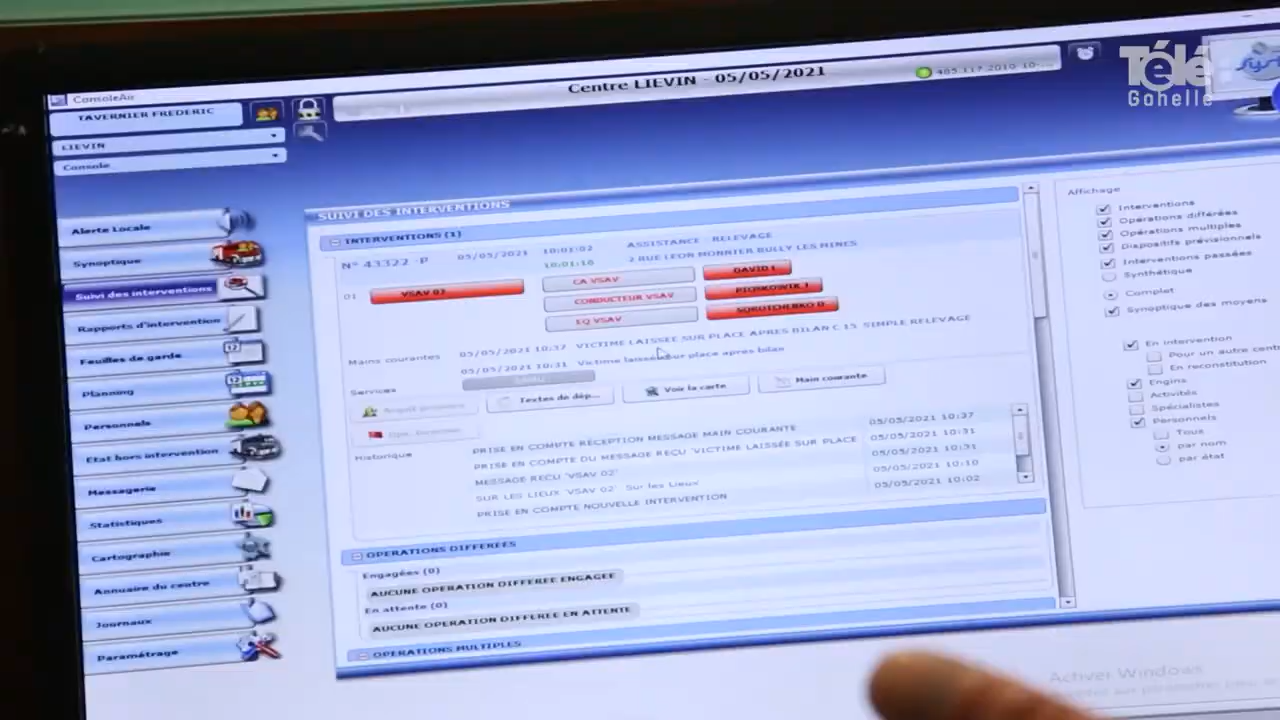 Télé
Gohelle
ConsoleAir
Centre LIEVIN - 05/05/2021
TAVERNIER FREDERIC
LIEVIN
Console
Alerte Locale
Synoptique
Suivi des interventions
Rapports d'intervention
Feuilles de garde
Planning
Personnels
Etat hors intervention
Messagerie
Statistiques
Cartographie
Annuaire du centre
Journaux
Paramétrage
SUIVI DES INTERVENTIONS
INTERVENTIONS (1)
N° 43322 -P 05/05/2021 10:01:02 ASSISTANCE - RELEVAGE
10:01:18 2 RUE LEOR MONNIER BULLY LES MINES
01 VSAV 02 CA VSAV DAVID
CONDUCTEUR VSAV
EQ VSAV
Mains courantes 05/05/2021 10:37 VICTIME LAISSEE SUR PLACE APRES BILAN C 15 SIMPLE RELEVAGE
05/05/2021 10:31 Victime laissée sur place après bilan
Services
Textes de dép... Voir la carte Main courante
Historique
PRISE EN COMPTE RÉCEPTION MESSAGE MAIN COURANTE 05/05/2021 10:37
PRISE EN COMPTE DU MESSAGE REÇU 'VICTIME LAISSÉE SUR PLACE 05/05/2021 10:31
MESSAGE REÇU 'VSAV 02' 05/05/2021 10:31
SUR LES LIEUX 'VSAV 02' Sur les Lieux' 05/05/2021 10:10
PRISE EN COMPTE NOUVELLE INTERVENTION 05/05/2021 10:02
OPERATIONS DIFFEREES
Engagées (0)
AUCUNE OPERATION DIFFEREE ENGAGEE
En attente (0)
AUCUNE OPERATION DIFFEREE EN ATTENTE
OPERATIONS MULTIPLES
Affichage
Interventions
Opérations différées
Opérations multiples
Dispositifs prévisionnels
Interventions passées
Synthétique
Complet
Synoptique des moyens
En intervention
Pour un autre cent
En reconstitution
Engins
Activités
Spécialistes
Personnels
Tous
par nom
par état
Activer Windows